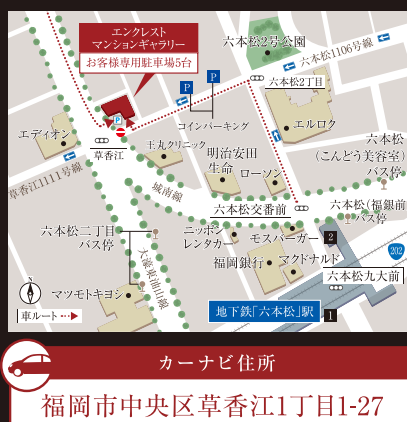 エンクレスト
マンションギャラリー
お客様専用駐車場5台
六本松2号公園
六本松1106号線
P
P
六本松2丁目
P
コインパーキング
エルロク
エディオン
草香江
王丸クリニック
明治安田
生命
ローソン
六本松
(こんどう美容室)
バス停
草香江1111号線
城南線
六本松交番前
六本松(福銀前)
バス停
六本松二丁目
バス停
ニッポン
レンタカー
モスバーガー
2
福岡銀行
マクドナルド
202
六本松九大前
大濠東油山線
N
マツモトキヨシ
車ルート
地下鉄「六本松」駅
1
カーナビ住所
福岡市中央区草香江1丁目1-27